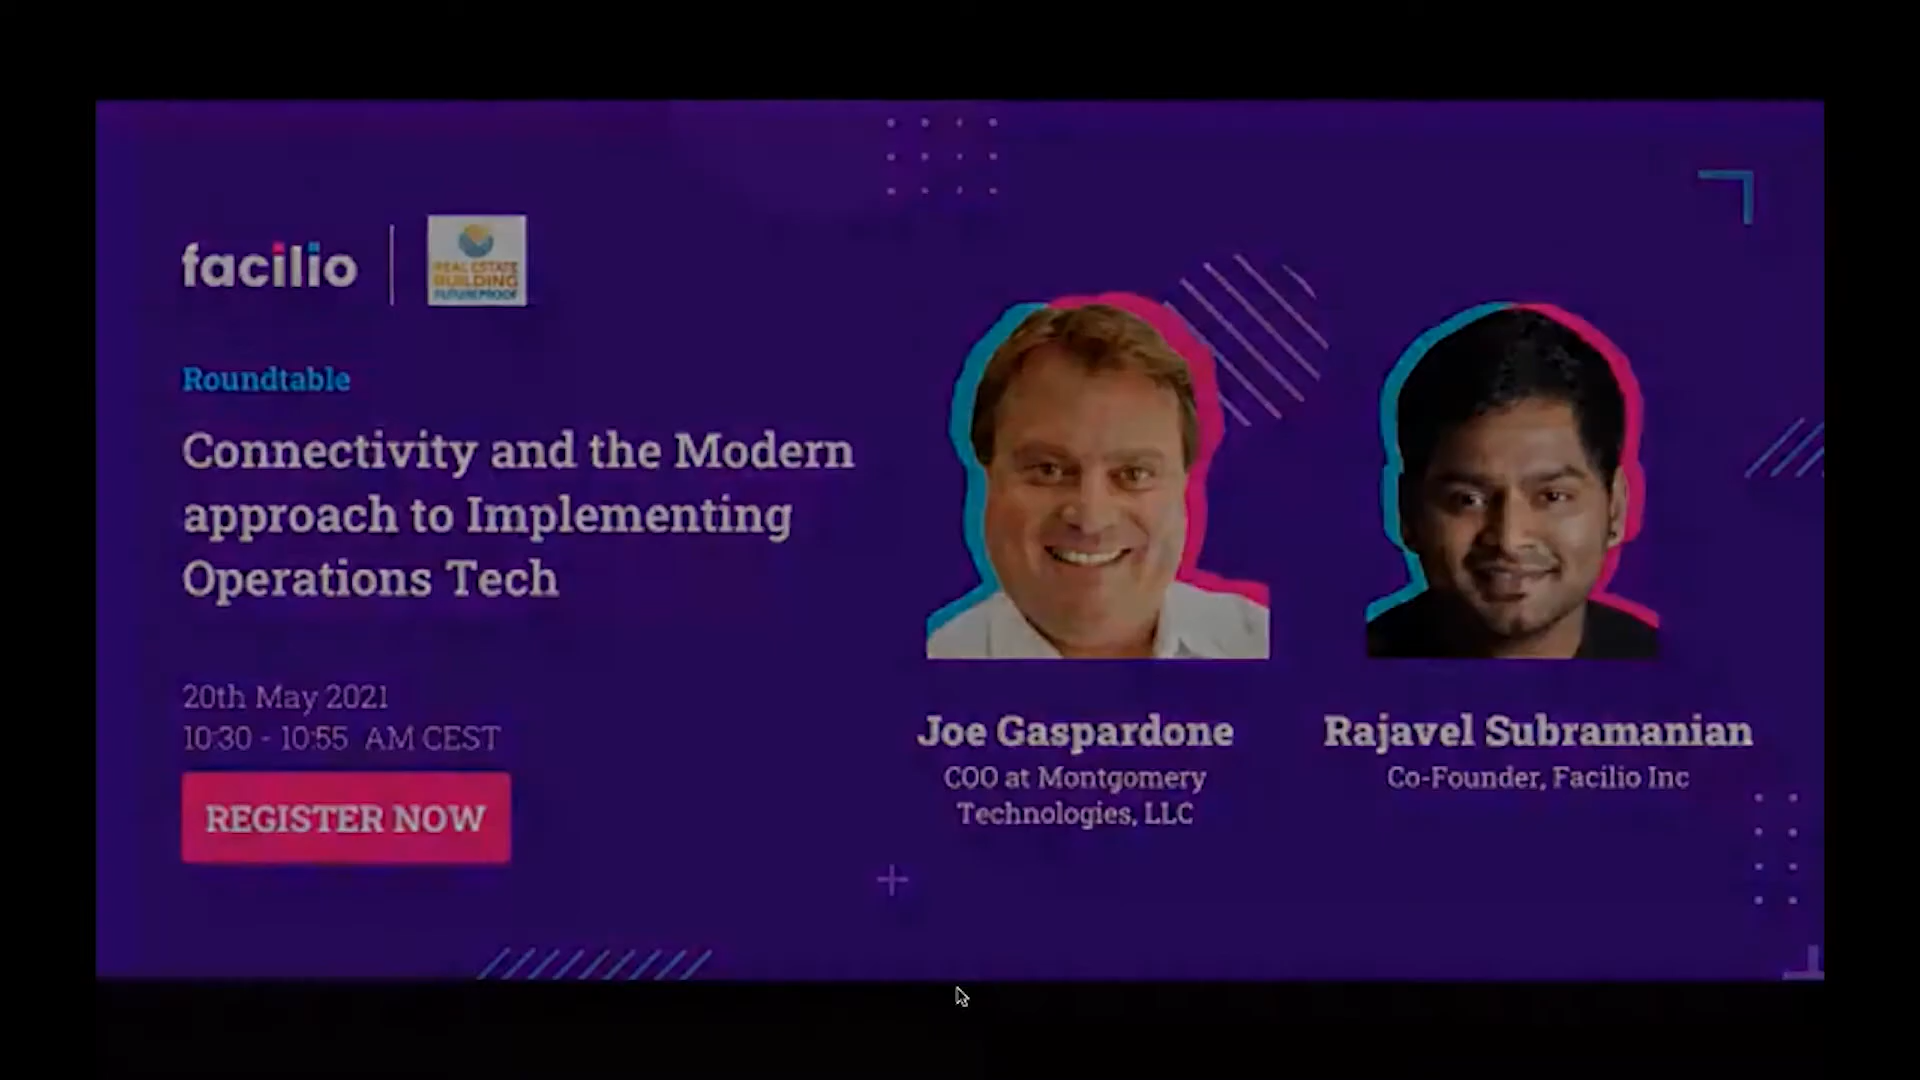 facilio
REAL ESTATE
BUILDING
FUTUREPROOF
Roundtable
Connectivity and the Modern
approach to Implementing
Operations Tech
20th May 2021
10:30 - 10:55 AM CEST
REGISTER NOW
Joe Gaspardone
COO at Montgomery
Technologies, LLC
Rajavel Subramanian
Co-Founder, Facilio Inc